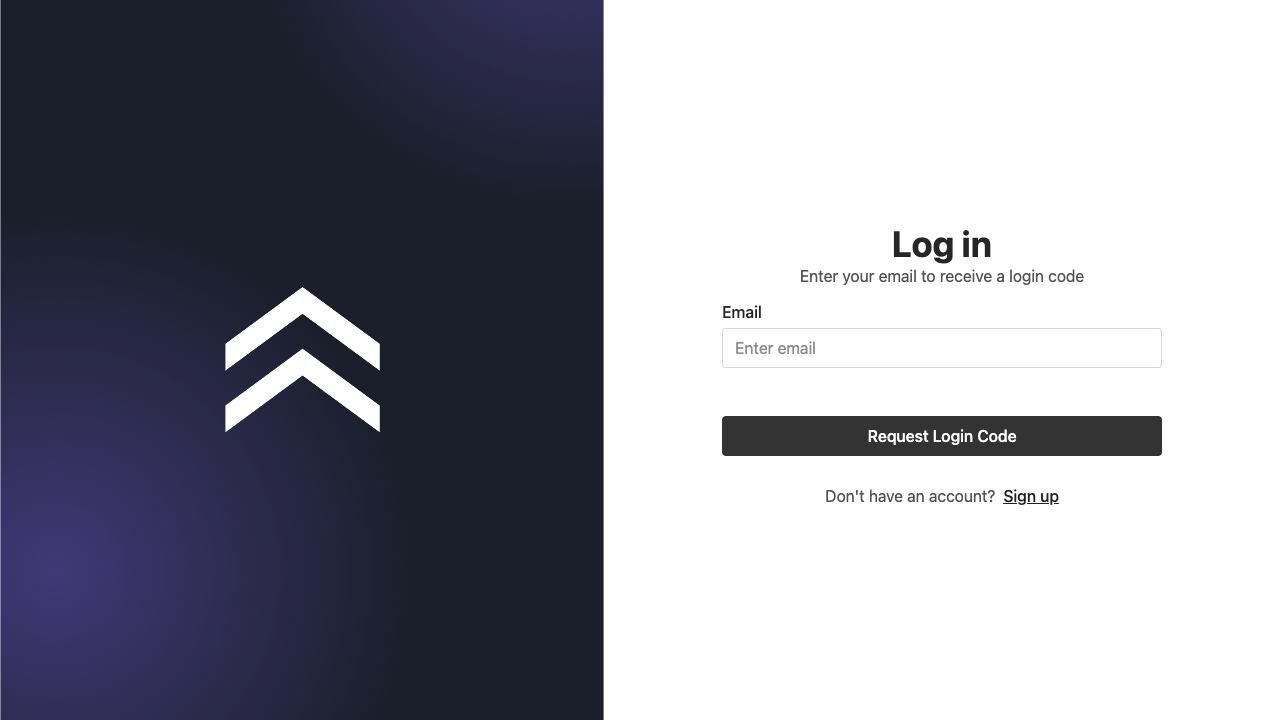 Log in
Enter your email to receive a login code
Email
Enter email
Request Login Code
Don't have an account? Sign up